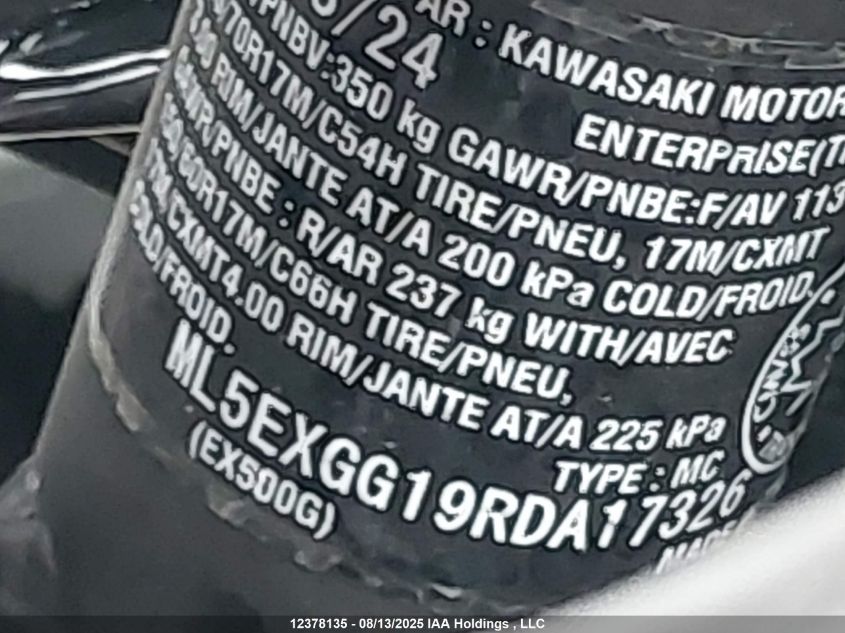 AR : KAWASAKI MOTOR
/24 ENTERPRISE(T
/PNBV:350 kg GAWR/PNBE:F/AV 113
/70R17M/C54H TIRE/PNEU, 17M/CXMT
RIM/JANTE AT/A 200 kPa COLD/FROID.
GAWR/PNBE : R/AR 237 kg WITH/AVEC
/60R17M/C66H TIRE/PNEU,
17M/CXMT4.00 RIM/JANTE AT/A 225 kPa
COLD/FROID. TYPE : MC
ML5EXGG19RDA17326
(EX500G) MADE
12378135 - 08/13/2025 IAA Holdings , LLC